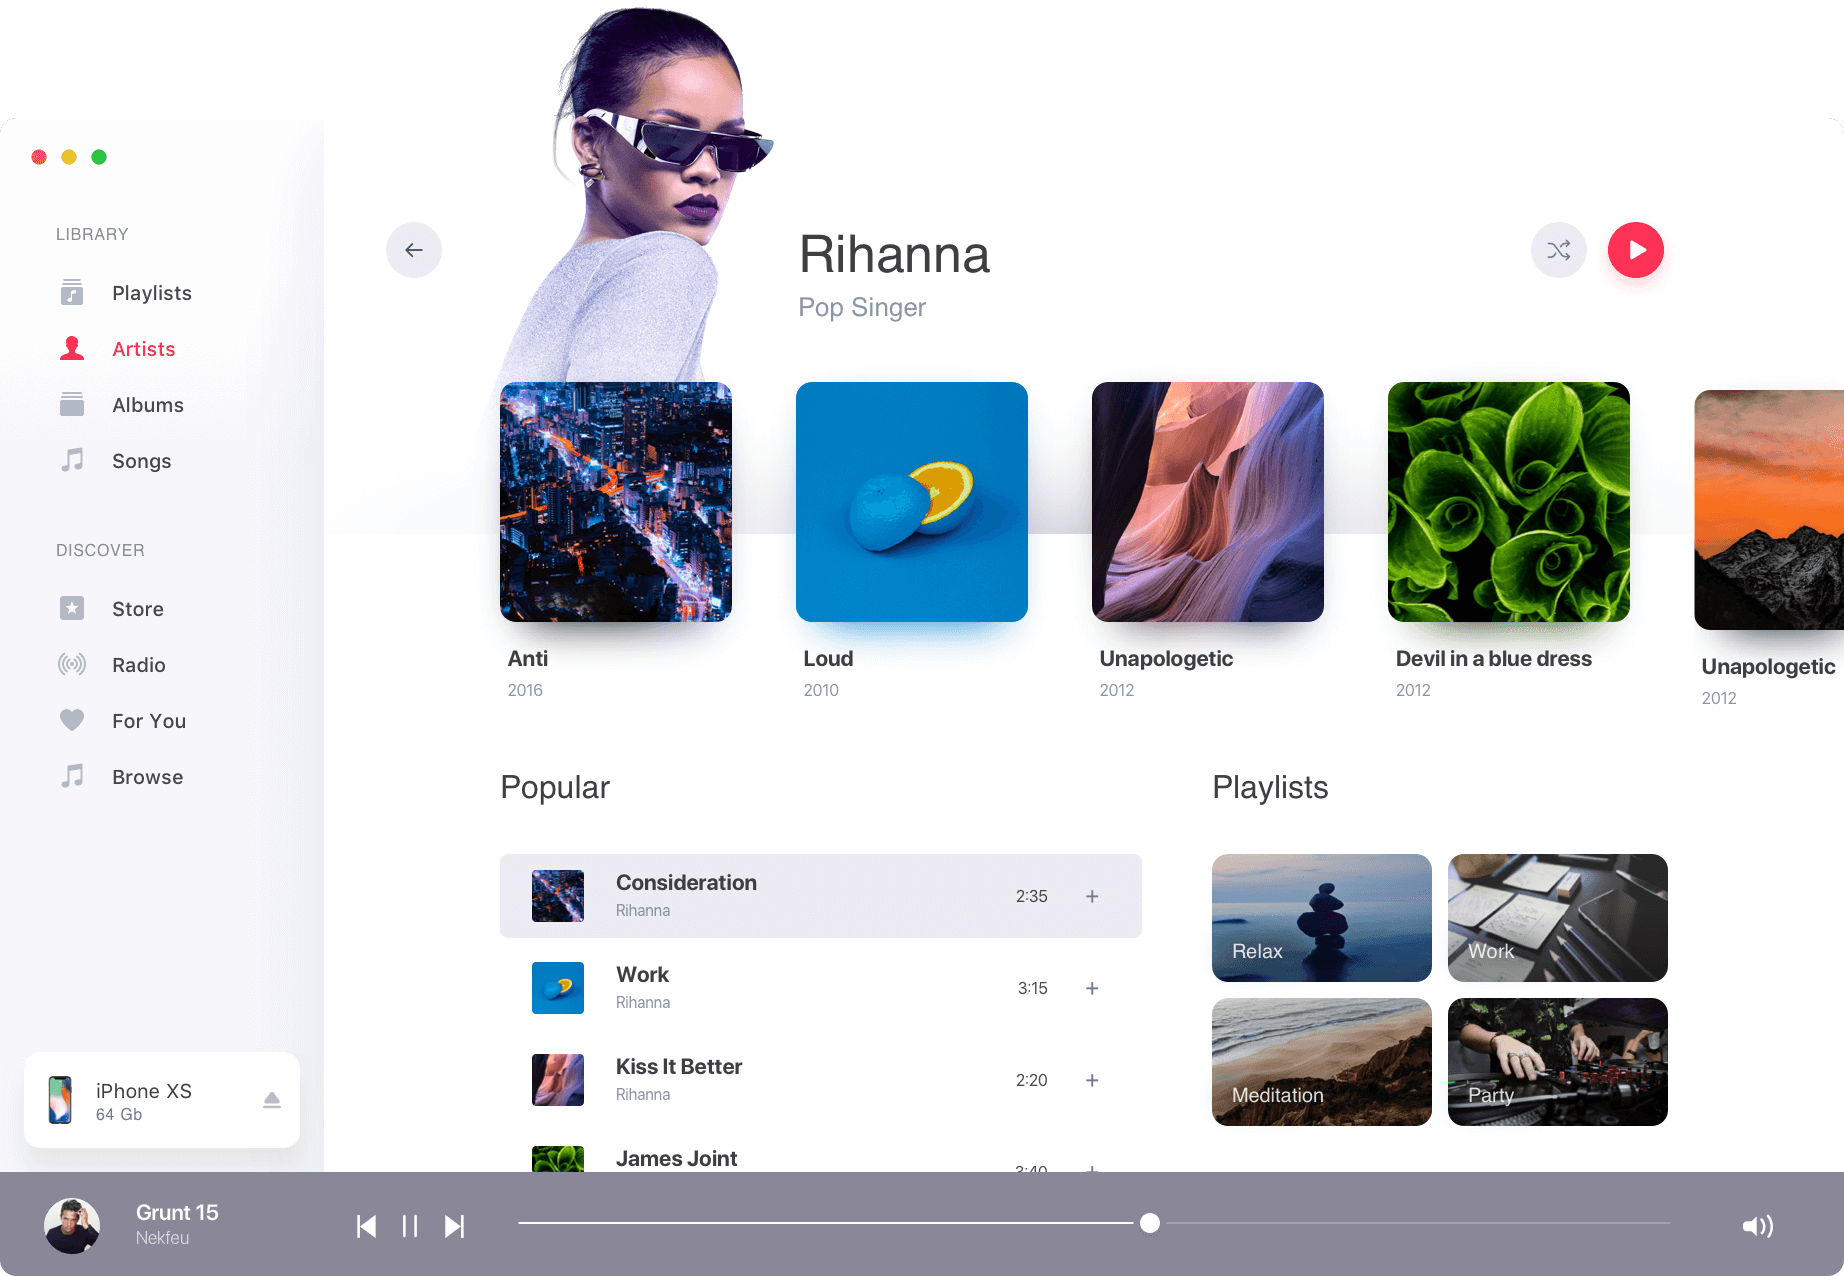 LIBRARY
Playlists
Artists
Albums
Songs
DISCOVER
Store
Radio
For You
Browse
iPhone XS
64 Gb
Rihanna
Pop Singer
Anti
2016
Loud
2010
Unapologetic
2012
Devil in a blue dress
2012
Unapologetic
2012
Popular
Consideration
Rihanna
2:35
Work
Rihanna
3:15
Kiss It Better
Rihanna
2:20
James Joint
3:40
Playlists
Relax
Work
Meditation
Party
Grunt 15
Nekfeu